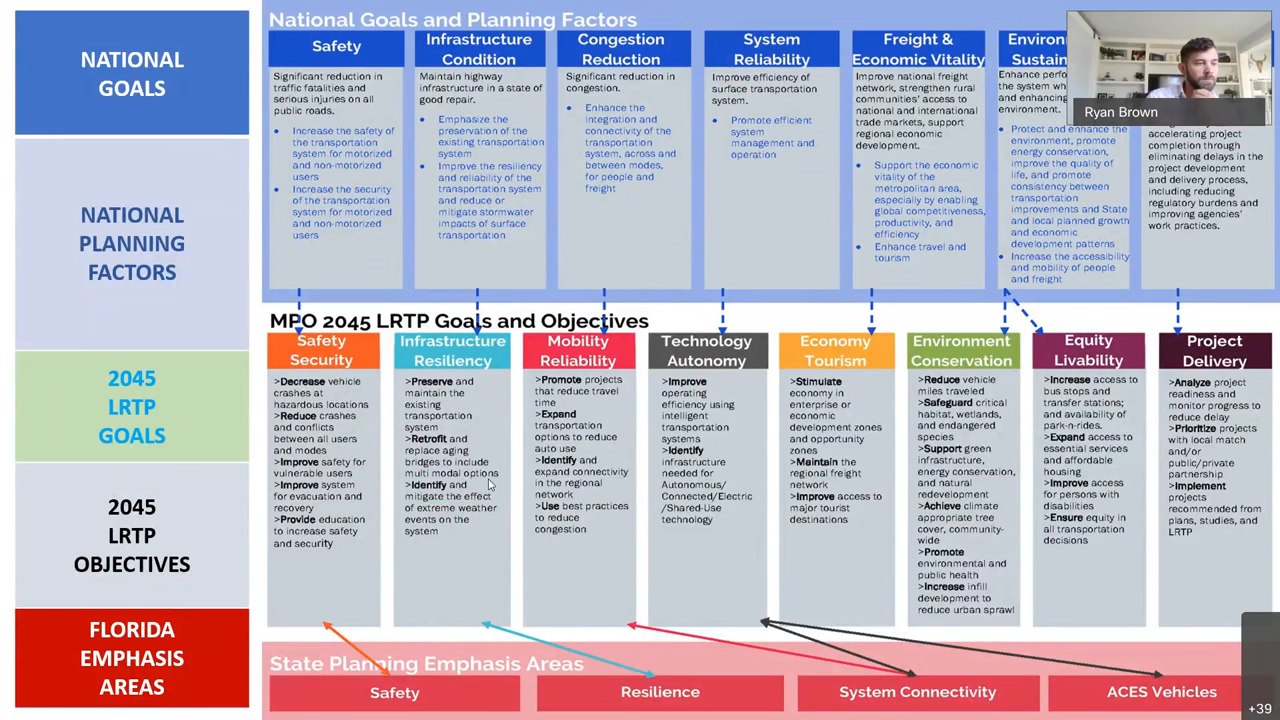 NATIONAL
GOALS
NATIONAL
PLANNING
FACTORS
2045
LRTP
GOALS
2045
LRTP
OBJECTIVES
FLORIDA
EMPHASIS
AREAS
National Goals and Planning Factors
Safety
Significant reduction in
traffic fatalities and
serious injuries on all
public roads.
• Increase the safety of
the transportation
system for motorized
and non-motorized
users
• Increase the security
of the transportation
system for motorized
and non-motorized
users
Infrastructure
Condition
Maintain highway
infrastructure in a state of
good repair.
• Emphasize the
preservation of the
existing transportation
system
• Improve the resiliency
and reliability of the
transportation system
and reduce or
mitigate stormwater
impacts of surface
transportation
Congestion
Reduction
Significant reduction in
congestion.
• Enhance the
integration and
connectivity of the
transportation
system, across and
between modes,
for people and
freight
System
Reliability
Improve efficiency of
surface transportation
system.
• Promote efficient
system
management and
operation
Freight &
Economic Vitality
Improve national freight
network, strengthen rural
communities' access to
national and international
trade markets, support
regional economic
development.
• Support the economic
vitality of the
metropolitan area,
especially by enabling
global competitiveness,
productivity, and
efficiency
• Enhance travel and
tourism
Environ
Sustain
Enhance perfo
the system wh
and enhancing
environment.
• Protect and enhance the
environment, promote
energy conservation,
improve the quality of
life, and promote
consistency between
transportation
improvements and State
and local planned growth
and economic
development patterns
• Increase the accessibility
and mobility of people
and freight
Ryan Brown
accelerating project
completion through
eliminating delays in the
project development
and delivery process,
including reducing
regulatory burdens and
improving agencies'
work practices.
MPO 2045 LRTP Goals and Objectives
Safety
Security
>Decrease vehicle
crashes at
hazardous locations
>Reduce crashes
and conflicts
between all users
and modes
>Improve safety for
vulnerable users
>Improve system
for evacuation and
recovery
>Provide education
to increase safety
and security
Infrastructure
Resiliency
>Preserve and
maintain the
existing
transportation
system
>Retrofit and
replace aging
bridges to include
multi modal options
>Identify and
mitigate the effect
of extreme weather
events on the
system
Mobility
Reliability
>Promote projects
that reduce travel
time
>Expand
transportation
options to reduce
auto use
>Identify and
expand connectivity
in the regional
network
>Use best practices
to reduce
congestion
Technology
Autonomy
>Improve
operating
efficiency using
intelligent
transportation
systems
>Identify
infrastructure
needed for
Autonomous/
Connected/Electric
/Shared-Use
technology
Economy
Tourism
>Stimulate
economy in
enterprise or
economic
development zones
and opportunity
zones
>Maintain the
regional freight
network
>Improve access to
major tourist
destinations
Environment
Conservation
>Reduce vehicle
miles traveled
>Safeguard critical
habitat, wetlands,
and endangered
species
>Support green
infrastructure,
energy conservation,
and natural
redevelopment
>Achieve climate
appropriate tree
cover, community-
wide
>Promote
environmental and
public health
>Increase infill
development to
reduce urban sprawl
Equity
Livability
>Increase access to
bus stops and
transfer stations;
and availability of
park-n-rides.
>Expand access to
essential services
and affordable
housing
>Improve access
for persons with
disabilities
>Ensure equity in
all transportation
decisions
Project
Delivery
>Analyze project
readiness and
monitor progress to
reduce delay
>Prioritize projects
with local match
and/or
public/private
partnership
>Implement
projects
recommended from
plans, studies, and
LRTP
State Planning Emphasis Areas
Safety
Resilience
System Connectivity
ACES Vehicles
+39